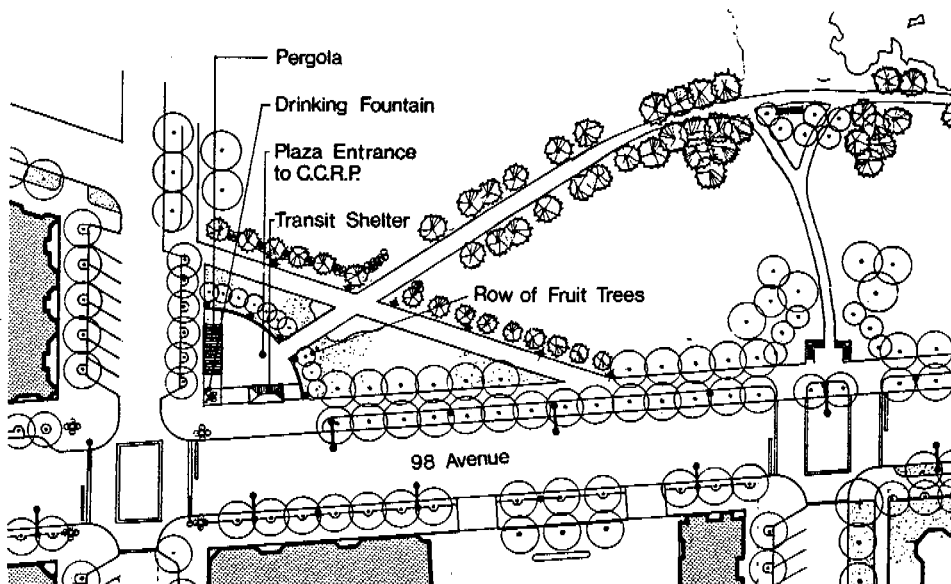 Pergola
Drinking Fountain
Plaza Entrance
to C.C.R.P.
Transit Shelter
Row of Fruit Trees
98 Avenue